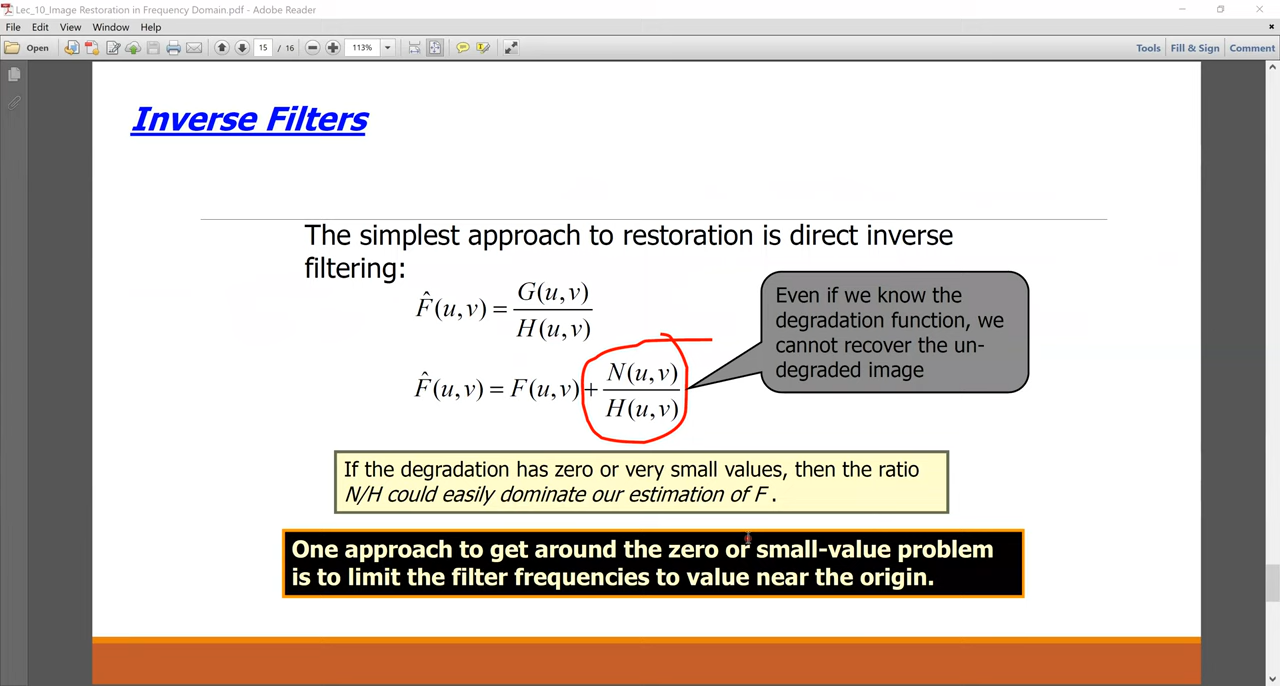 Lec_10_Image Restoration in Frequency Domain.pdf - Adobe Reader
File Edit View Window Help
Open 15 / 16 113% Tools Fill & Sign Comment
Inverse Filters
The simplest approach to restoration is direct inverse
filtering:
F̂(u,v) = G(u,v) / H(u,v)
F̂(u,v) = F(u,v) + N(u,v) / H(u,v)
Even if we know the
degradation function, we
cannot recover the un-
degraded image
If the degradation has zero or very small values, then the ratio
N/H could easily dominate our estimation of F .
One approach to get around the zero or small-value problem
is to limit the filter frequencies to value near the origin.